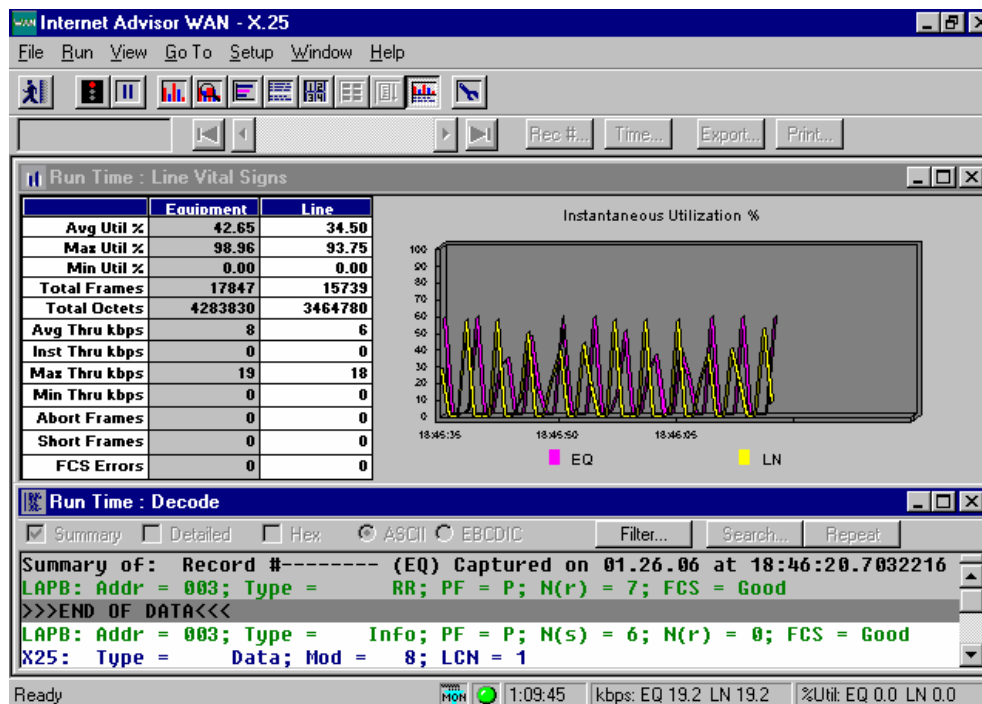 WAN Internet Advisor WAN - X.25
File Run View Go To Setup Window Help
Rec #... Time... Export... Print...
Run Time : Line Vital Signs
Equipment Line
Avg Util % 42.65 34.50
Max Util % 98.96 93.75
Min Util % 0.00 0.00
Total Frames 17847 15739
Total Octets 4283830 3464780
Avg Thru kbps 8 6
Inst Thru kbps 0 0
Max Thru kbps 19 18
Min Thru kbps 0 0
Abort Frames 0 0
Short Frames 0 0
FCS Errors 0 0
Instantaneous Utilization %
100
90
80
70
60
50
40
30
20
10
0
18:46:35 18:46:50 18:46:05
EQ LN
Run Time : Decode
Summary Detailed Hex ASCII EBCDIC Filter... Search... Repeat
Summary of: Record #-------- (EQ) Captured on 01.26.06 at 18:46:20.7032216
LAPB: Addr = 003; Type = RR; PF = P; N(r) = 7; FCS = Good
>>>END OF DATA<<<
LAPB: Addr = 003; Type = Info; PF = P; N(s) = 6; N(r) = 0; FCS = Good
X25: Type = Data; Mod = 8; LCN = 1
Ready MON 1:09:45 kbps: EQ 19.2 LN 19.2 %Util: EQ 0.0 LN 0.0